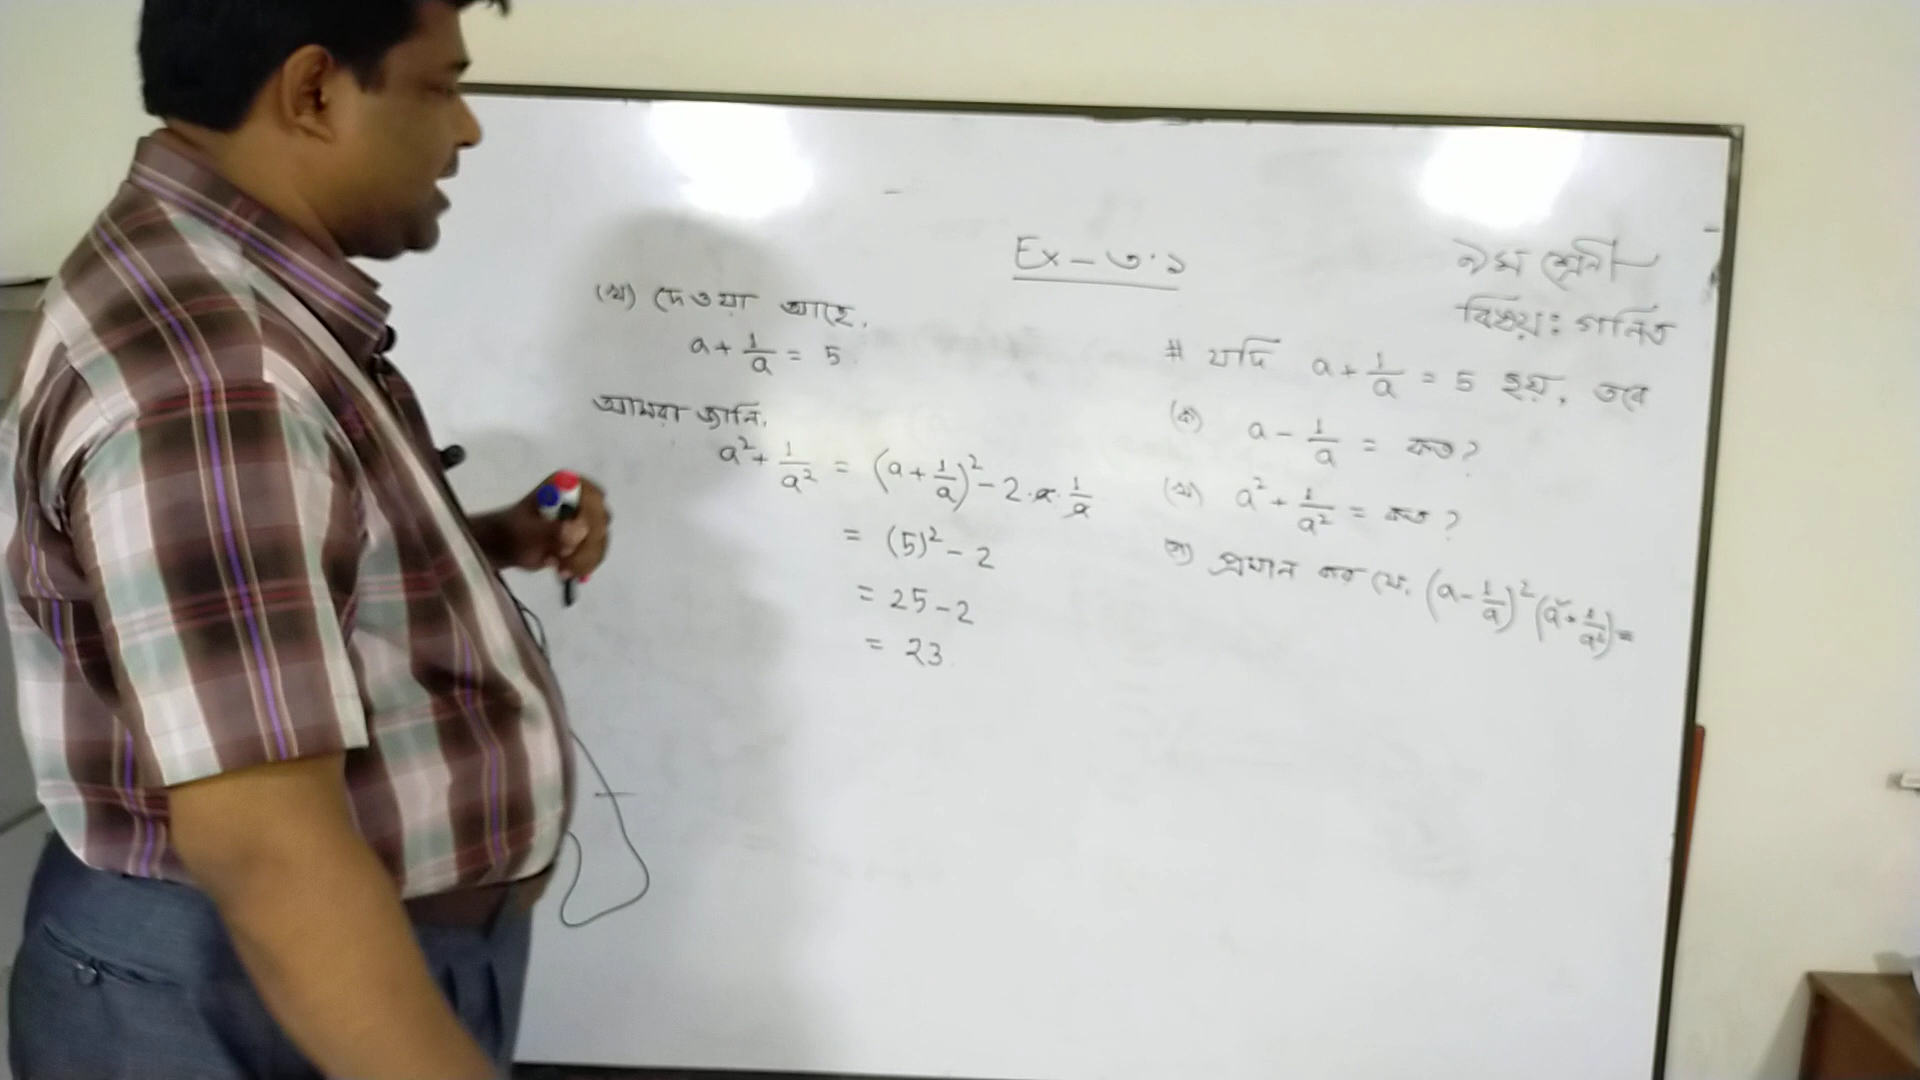 Ex – ৩.১
৯ম শ্রেণী
বিষয়: গনিত
# যদি a + 1/a = 5 হয়, তবে
(ক) a - 1/a = কত?
(খ) a² + 1/a² = কত?
(গ) প্রমান কর যে, (a - 1/a)² (a² + 1/a²) =
(খ) দেওয়া আছে,
a + 1/a = 5
আমরা জানি,
a² + 1/a² = (a + 1/a)² - 2·a·1/a
= (5)² - 2
= 25 - 2
= 23